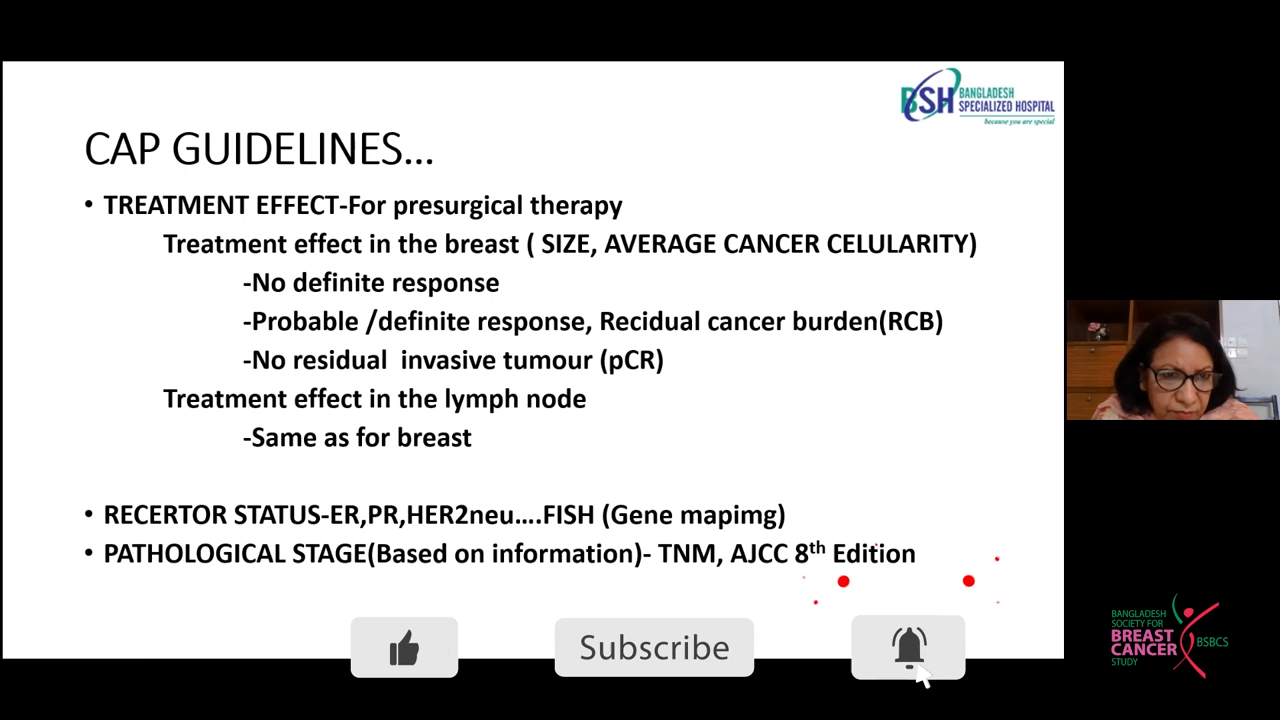 BSH BANGLADESH
SPECIALIZED HOSPITAL
because you are special
CAP GUIDELINES...
• TREATMENT EFFECT-For presurgical therapy
Treatment effect in the breast ( SIZE, AVERAGE CANCER CELULARITY)
-No definite response
-Probable /definite response, Recidual cancer burden(RCB)
-No residual invasive tumour (pCR)
Treatment effect in the lymph node
-Same as for breast
• RECERTOR STATUS-ER,PR,HER2neu….FISH (Gene mapimg)
• PATHOLOGICAL STAGE(Based on information)- TNM, AJCC 8th Edition
Subscribe
BANGLADESH
SOCIETY FOR
BREAST
CANCER
STUDY
BSBCS